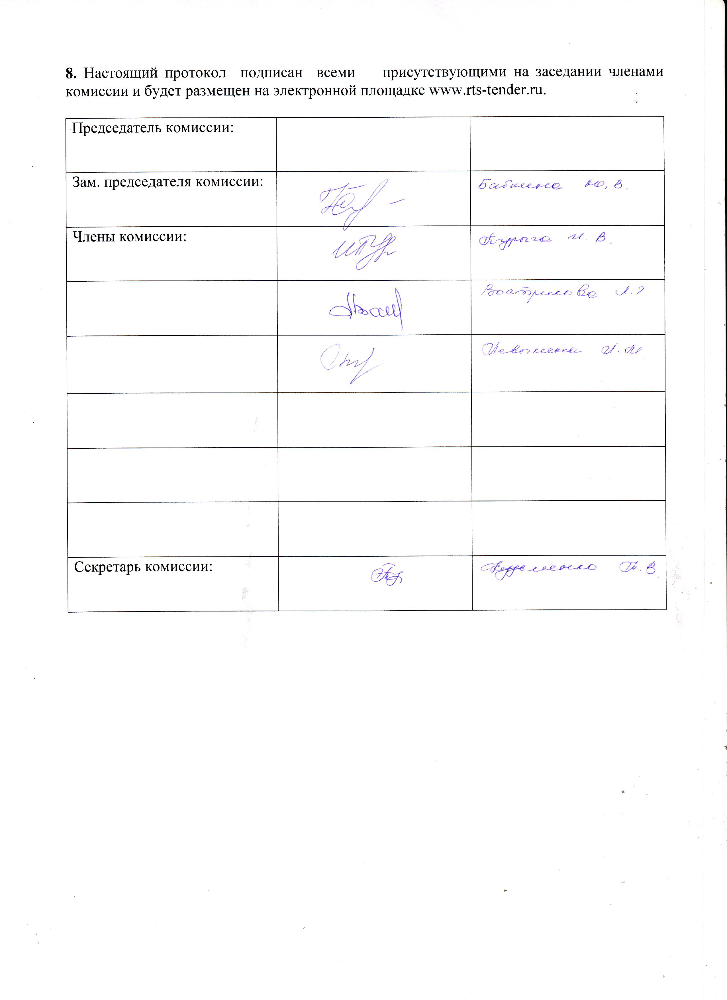 8. Настоящий протокол подписан всеми присутствующими на заседании членами
комиссии и будет размещен на электронной площадке www.rts-tender.ru.
Председатель комиссии:
Зам. председателя комиссии:
Бабкина Ю. В.
Члены комиссии:
Турыга И. В.
Вострикова Л. Г.
И. М.
Секретарь комиссии:
В.